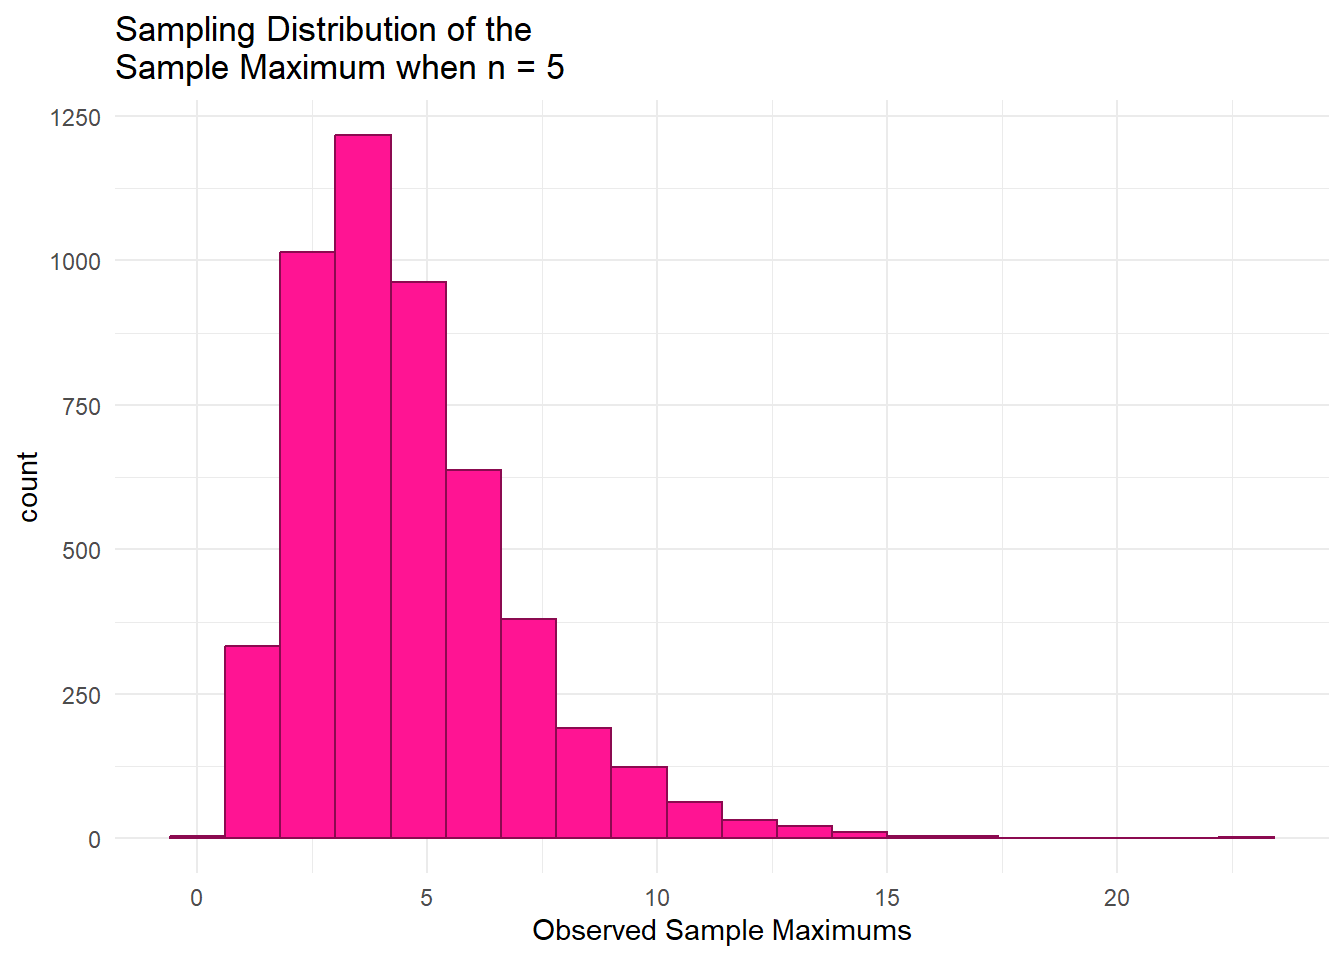 Sampling Distribution of the
Sample Maximum when n = 5
1250
1000
750
500
250
0
count
0 5 10 15 20
Observed Sample Maximums